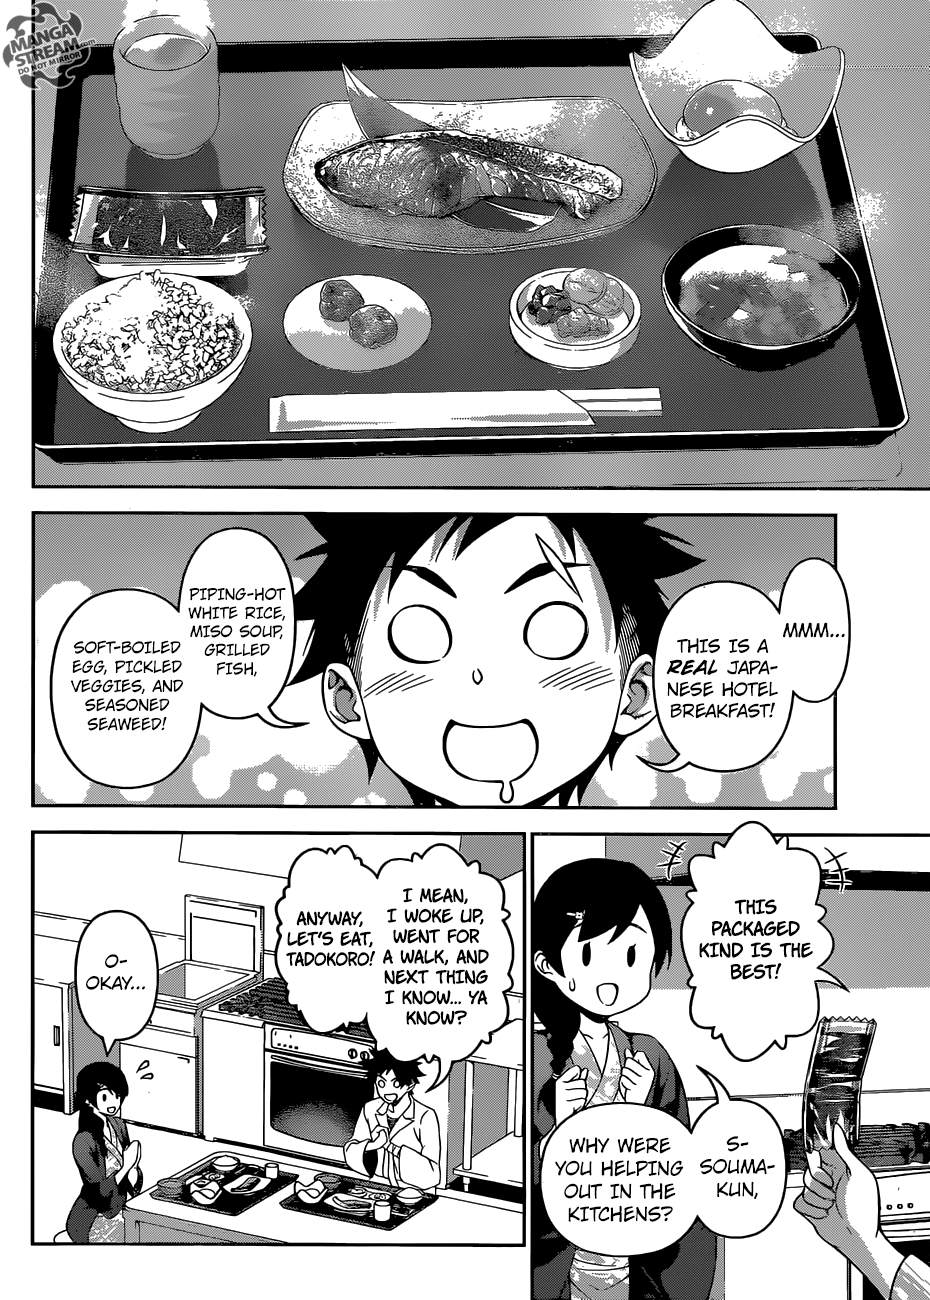 MANGA
STREAM.com
DO NOT MIRROR
MMM...
THIS IS A
REAL JAPA-
NESE HOTEL
BREAKFAST!
PIPING-HOT
WHITE RICE,
MISO SOUP,
GRILLED
FISH,
SOFT-BOILED
EGG, PICKLED
VEGGIES, AND
SEASONED
SEAWEED!
THIS
PACKAGED
KIND IS THE
BEST!
S-
SOUMA-
KUN,
WHY WERE
YOU HELPING
OUT IN THE
KITCHENS?
I MEAN,
I WOKE UP,
WENT FOR
A WALK, AND
NEXT THING
I KNOW... YA
KNOW?
ANYWAY,
LET'S EAT,
TADOKORO!
O-
OKAY...